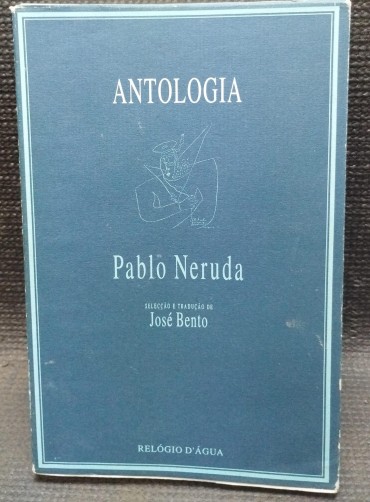 ANTOLOGIA
Pablo Neruda
SELECÇÃO E TRADUÇÃO DE
José Bento
RELÓGIO D'ÁGUA